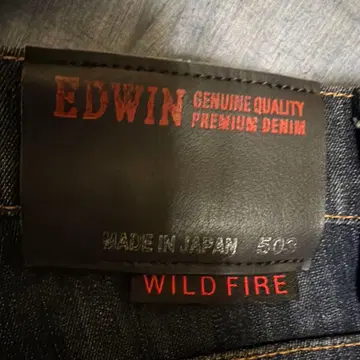 EDWIN GENUINE QUALITY
PREMIUM DENIM
MADE IN JAPAN 503
WILD FIRE